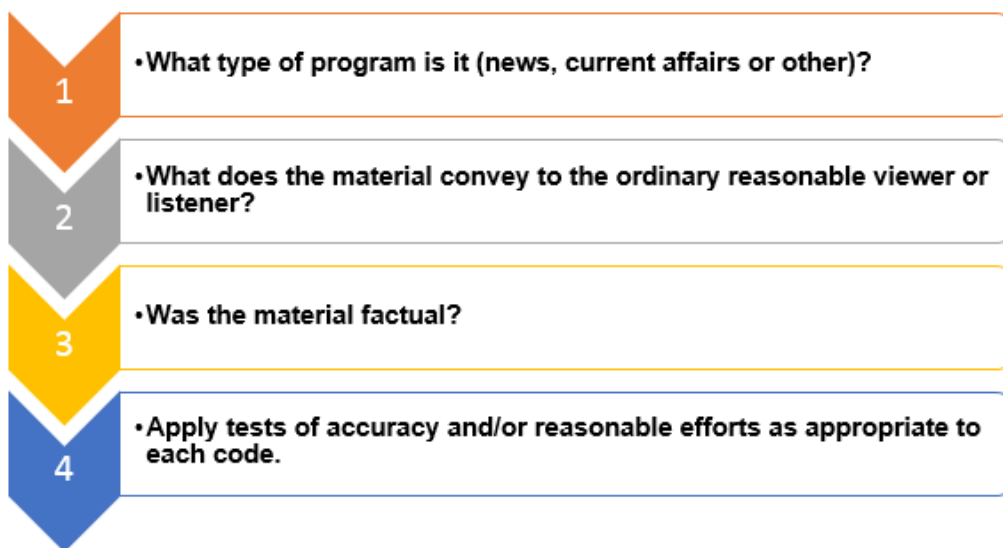 1
•What type of program is it (news, current affairs or other)?
2
•What does the material convey to the ordinary reasonable viewer or
listener?
3
•Was the material factual?
4
•Apply tests of accuracy and/or reasonable efforts as appropriate to
each code.